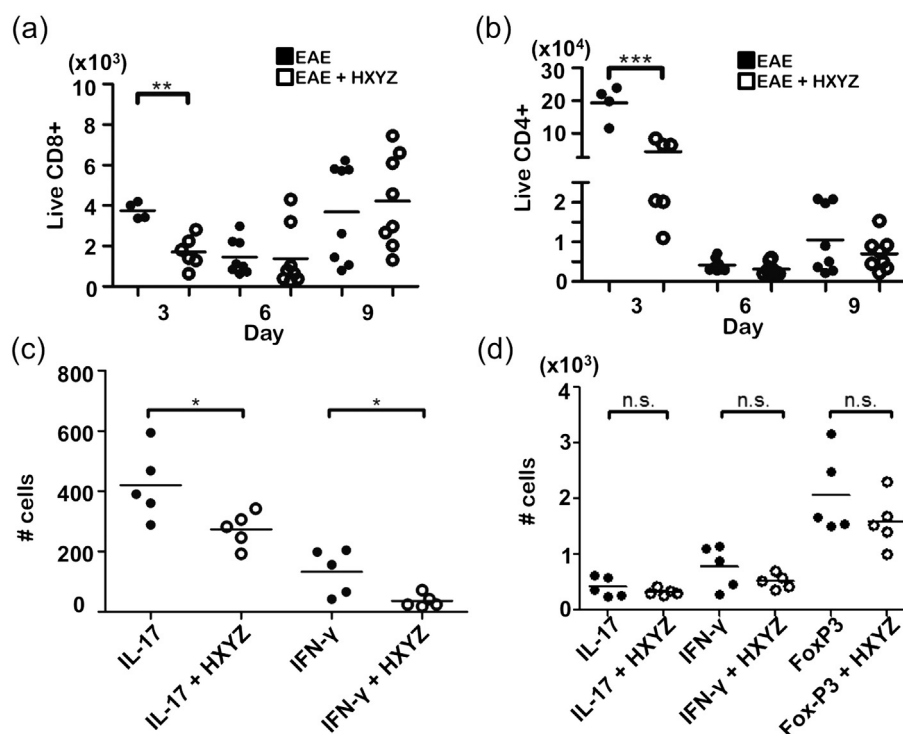 (a)
(x10³)
EAE
EAE + HXYZ
**
10
8
6
4
2
0
Live CD8+
3 6 9
Day
(b)
(x10⁴)
EAE
EAE + HXYZ
***
30
20
10
2
1
0
Live CD4+
3 6 9
Day
(c)
800
600
400
200
0
# cells
* *
IL-17
IL-17 + HXYZ
IFN-γ
IFN-γ + HXYZ
(d)
(x10³)
4
3
2
1
0
# cells
n.s. n.s. n.s.
IL-17
IL-17 + HXYZ
IFN-γ
IFN-γ + HXYZ
FoxP3
Fox-P3 + HXYZ